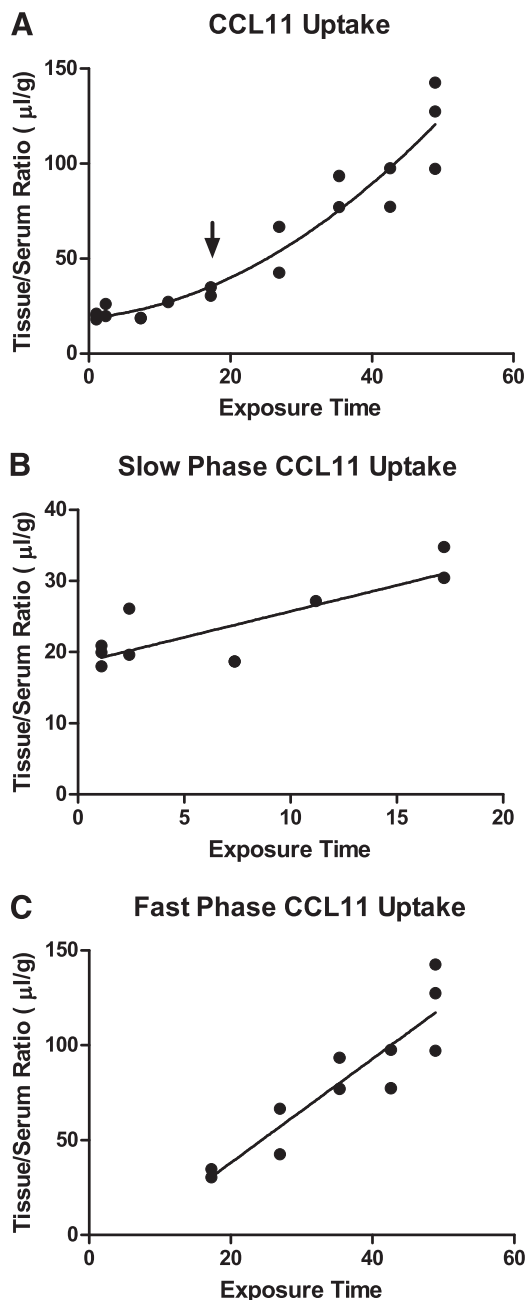 A
CCL11 Uptake
Tissue/Serum Ratio ( μl/g)
150
100
50
0
0 20 40 60
Exposure Time
B
Slow Phase CCL11 Uptake
Tissue/Serum Ratio ( μl/g)
40
30
20
10
0
0 5 10 15 20
Exposure Time
C
Fast Phase CCL11 Uptake
Tissue/Serum Ratio ( μl/g)
150
100
50
0
0 20 40 60
Exposure Time